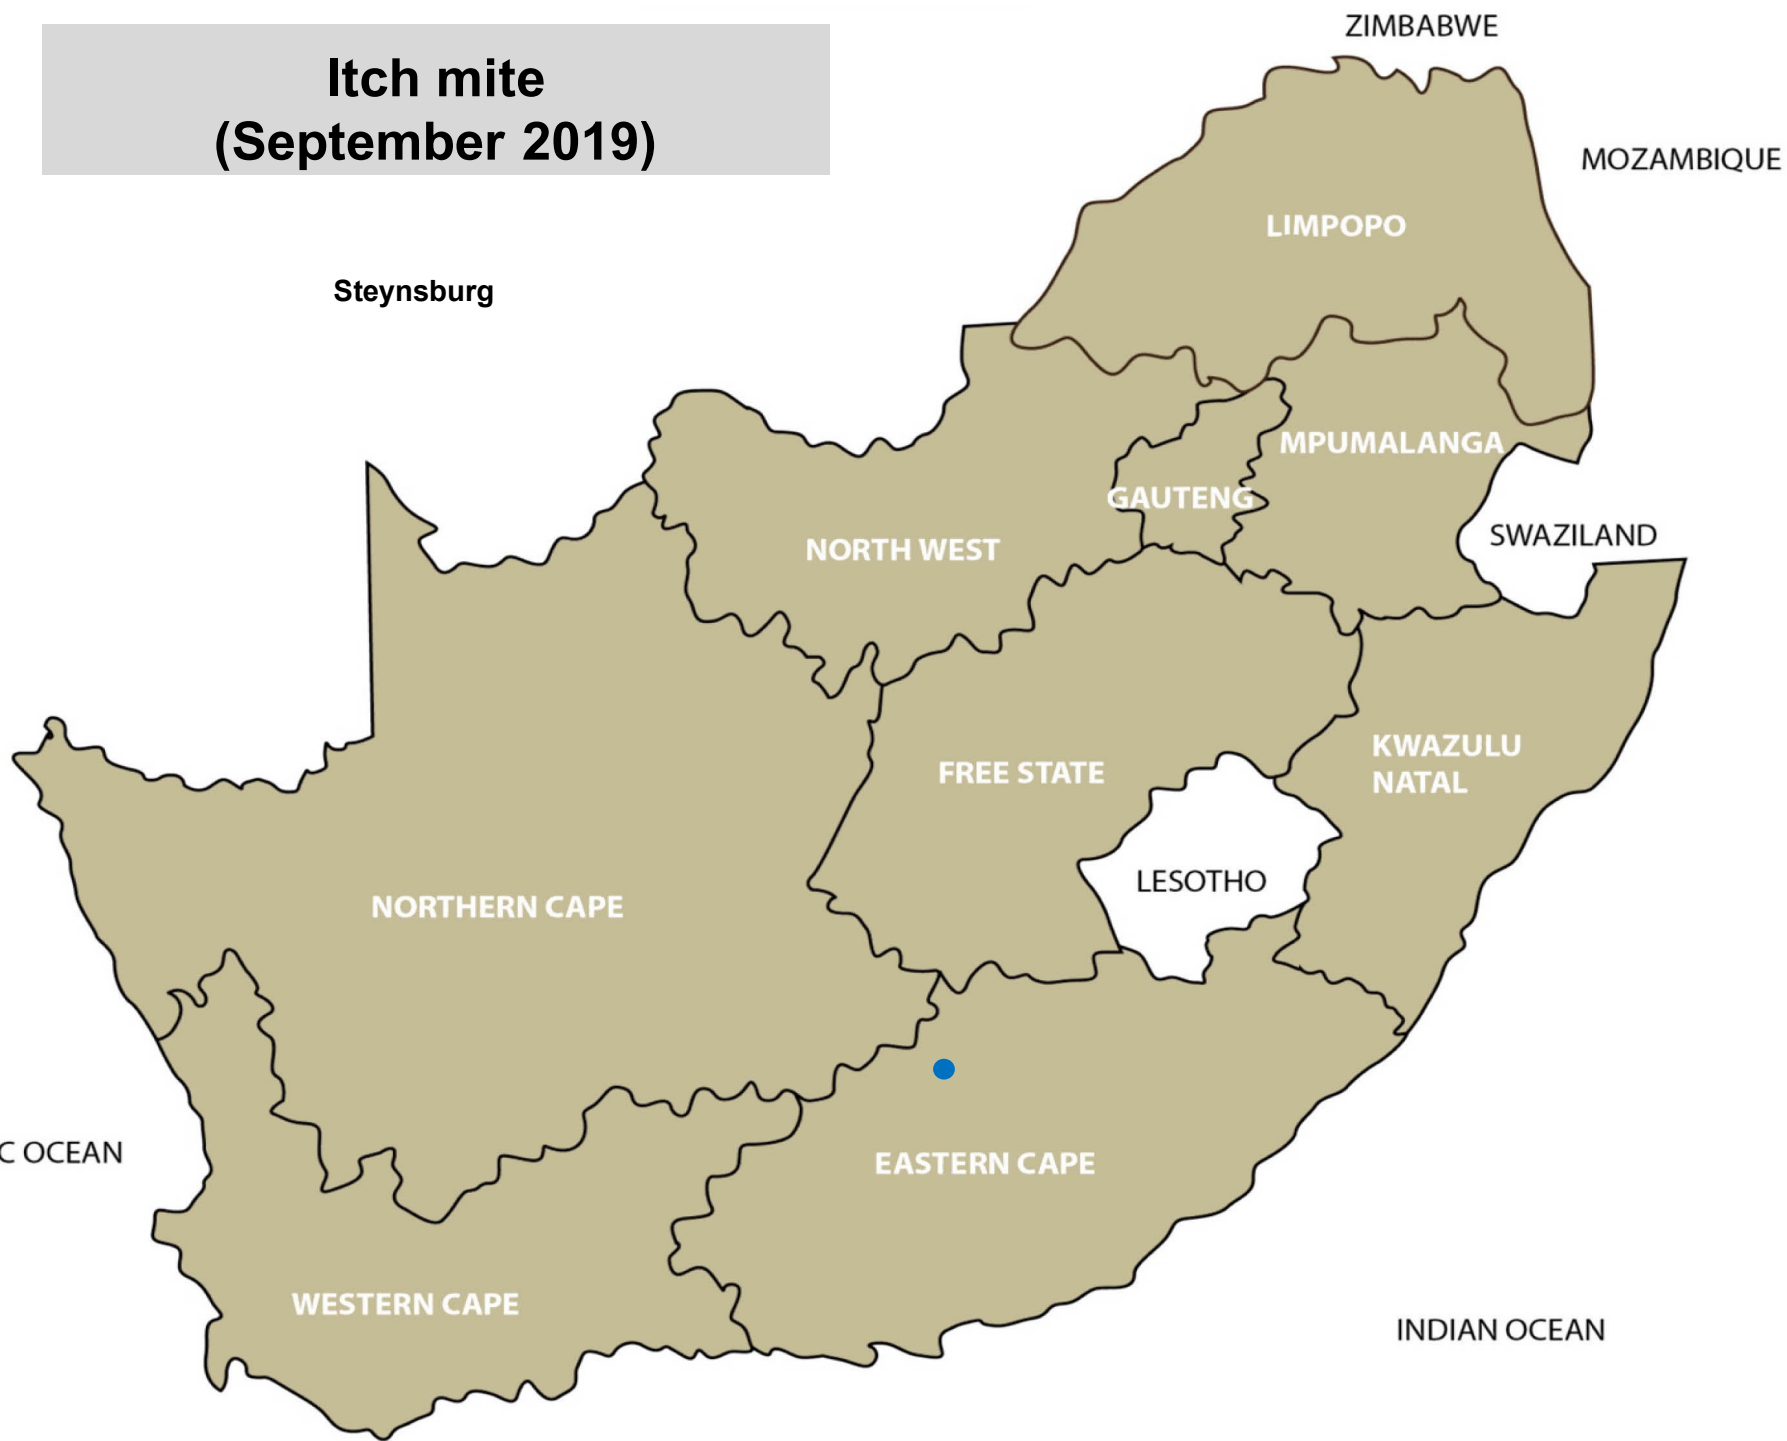 Itch mite
(September 2019)
ZIMBABWE
MOZAMBIQUE
LIMPOPO
Steynsburg
MPUMALANGA
GAUTENG
SWAZILAND
NORTH WEST
KWAZULU
NATAL
FREE STATE
LESOTHO
NORTHERN CAPE
C OCEAN
EASTERN CAPE
WESTERN CAPE
INDIAN OCEAN